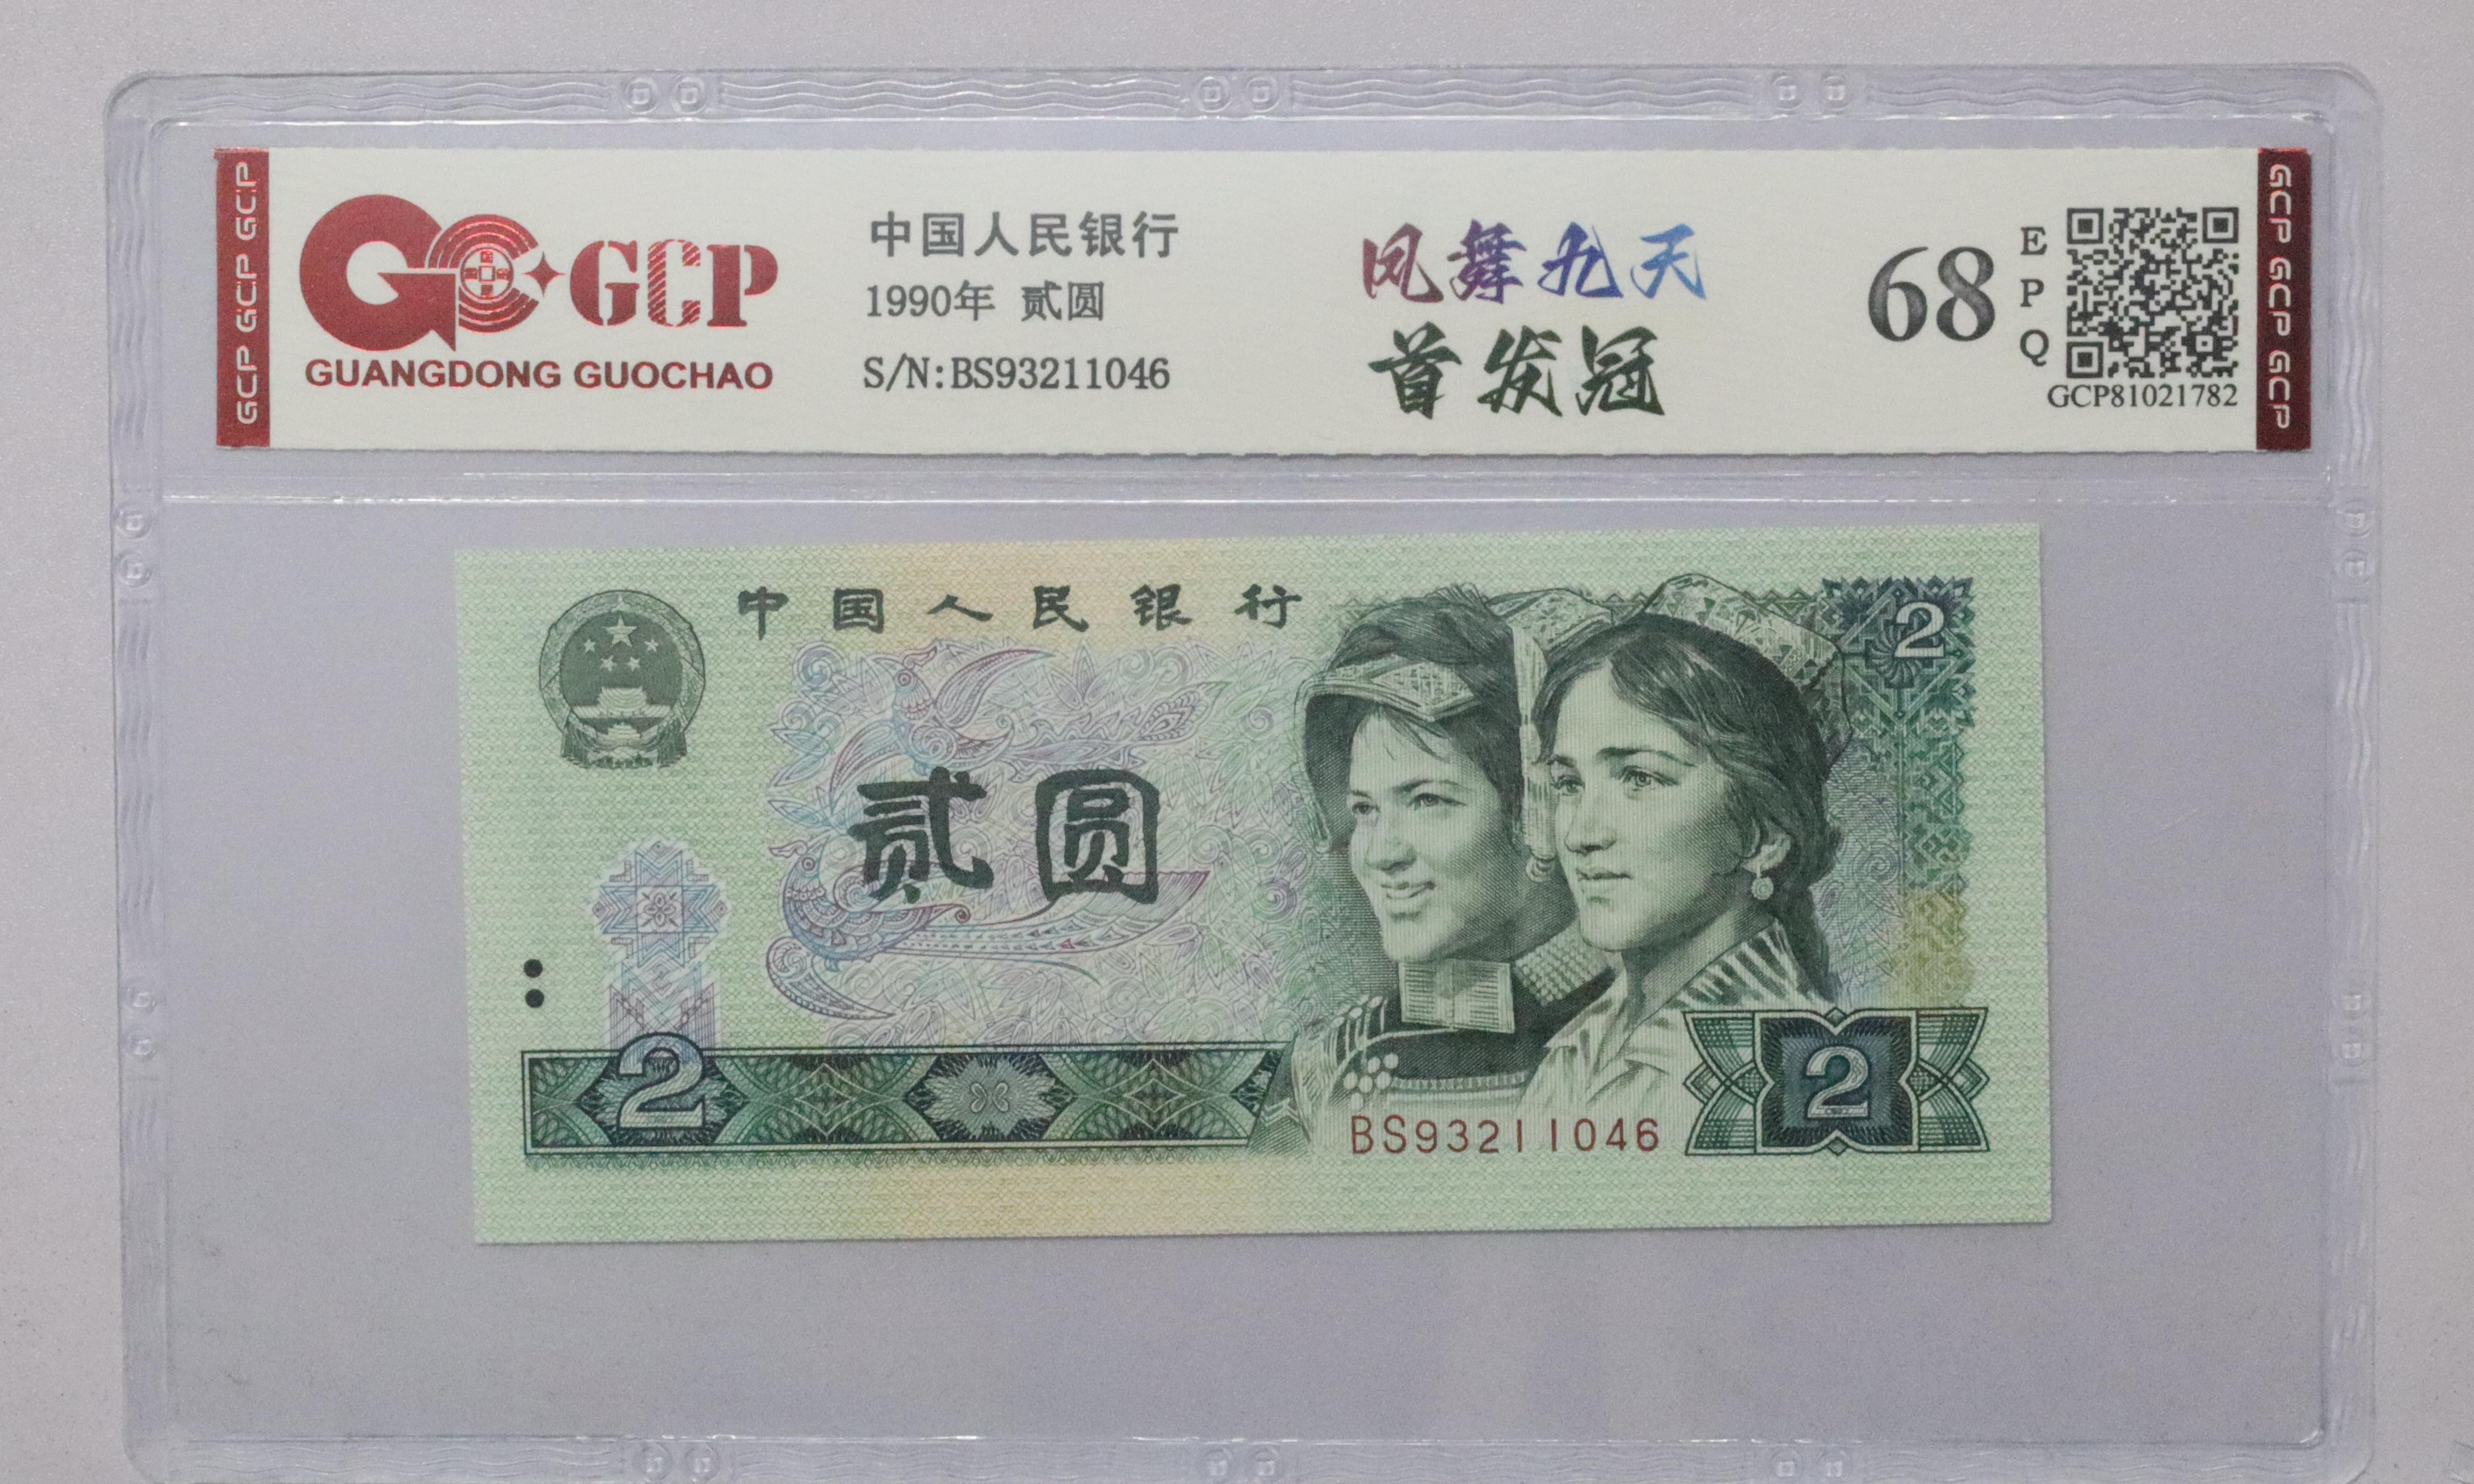 GCP GCP GCP
GCP
GUANGDONG GUOCHAO
中国人民银行
1990年 贰圆
S/N:BS93211046
凤舞九天
首发冠
68
E
P
Q
GCP81021782
GCP GCP GCP
中国人民银行
2
贰圆
2
BS93211046
2